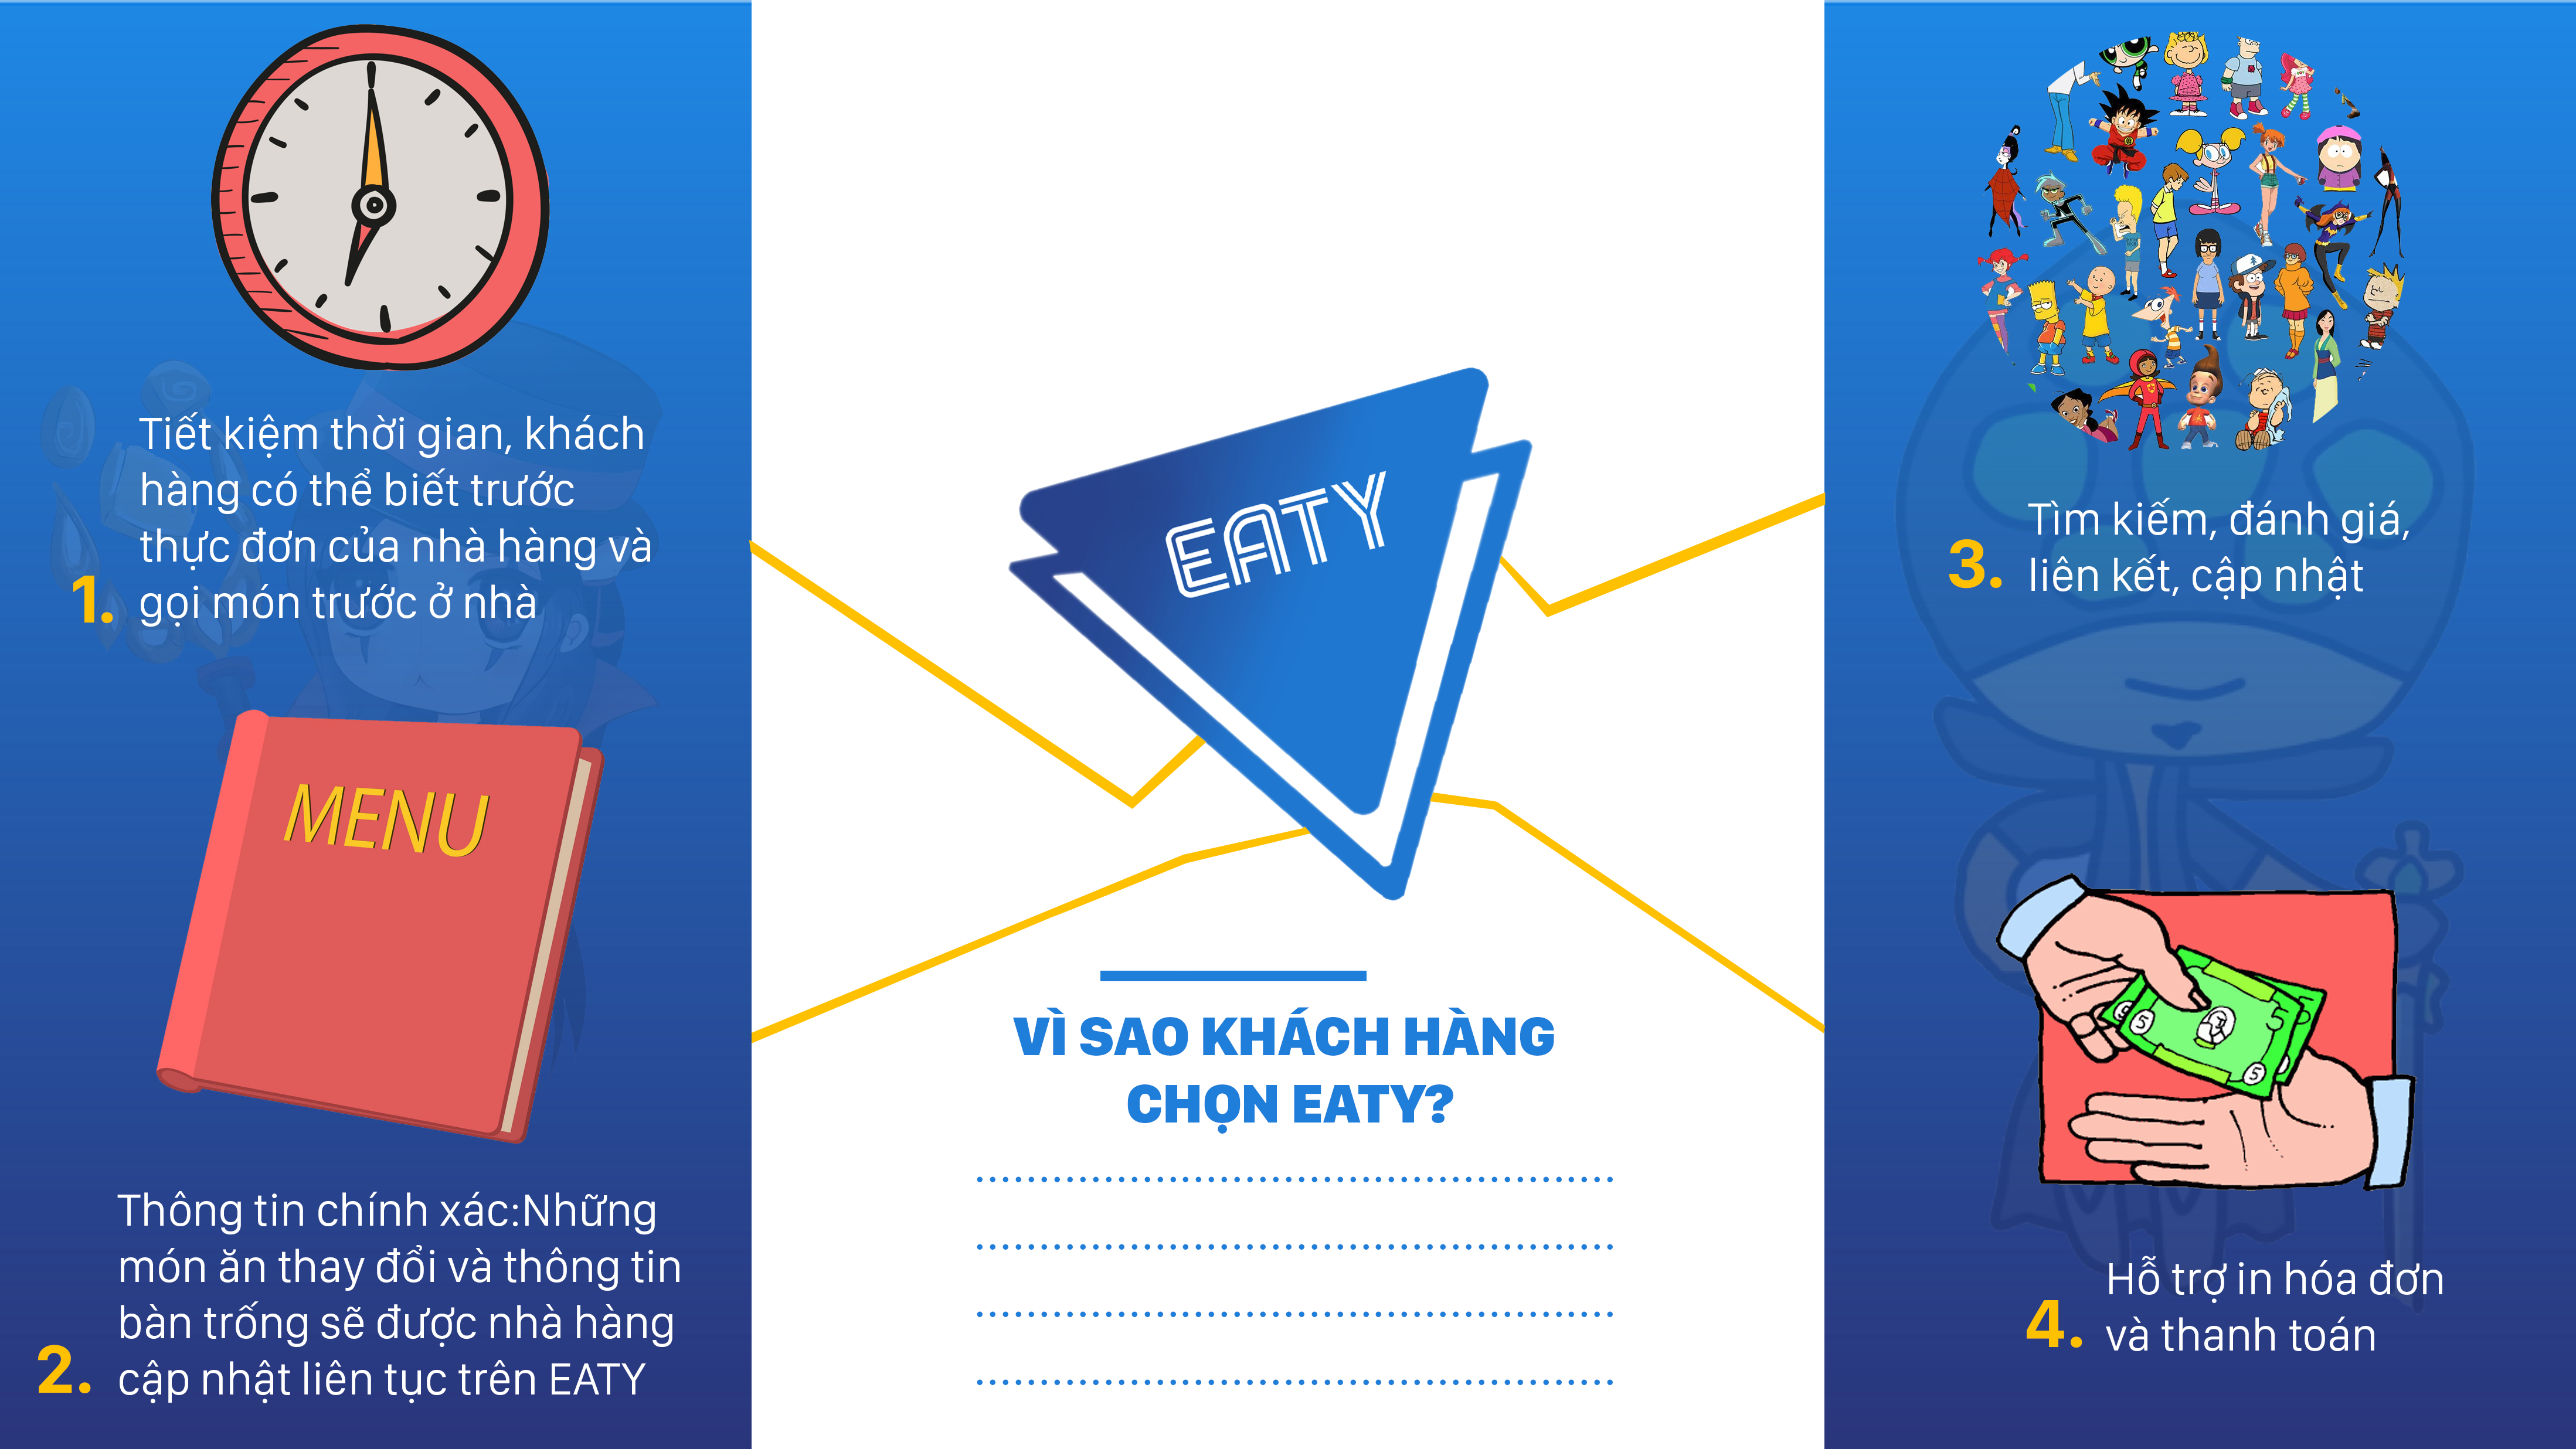 Tiết kiệm thời gian, khách
hàng có thể biết trước
thực đơn của nhà hàng và
1. gọi món trước ở nhà
MENU
Thông tin chính xác:Những
món ăn thay đổi và thông tin
bàn trống sẽ được nhà hàng
2. cập nhật liên tục trên EATY
EATY
VÌ SAO KHÁCH HÀNG
CHỌN EATY?
Tìm kiếm, đánh giá,
3. liên kết, cập nhật
5
5
5
Hỗ trợ in hóa đơn
4. và thanh toán